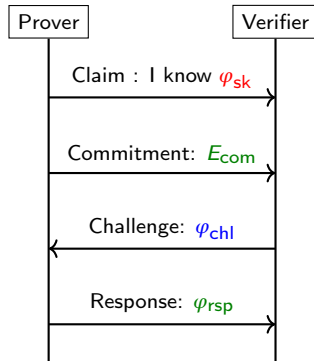 Prover Verifier
Claim : I know φsk
Commitment: Ecom
Challenge: φchl
Response: φrsp